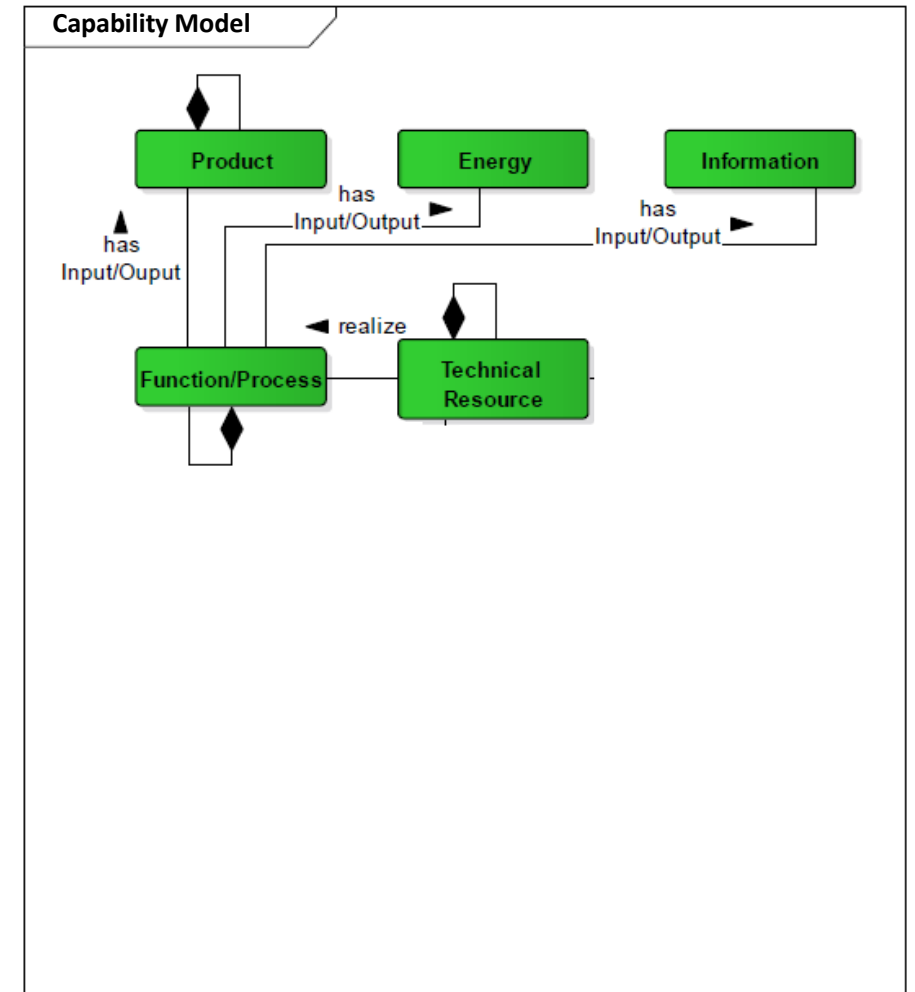 Capability Model
Product
Energy
Information
has
Input/Output
has
Input/Output
has
Input/Ouput
realize
Function/Process
Technical
Resource